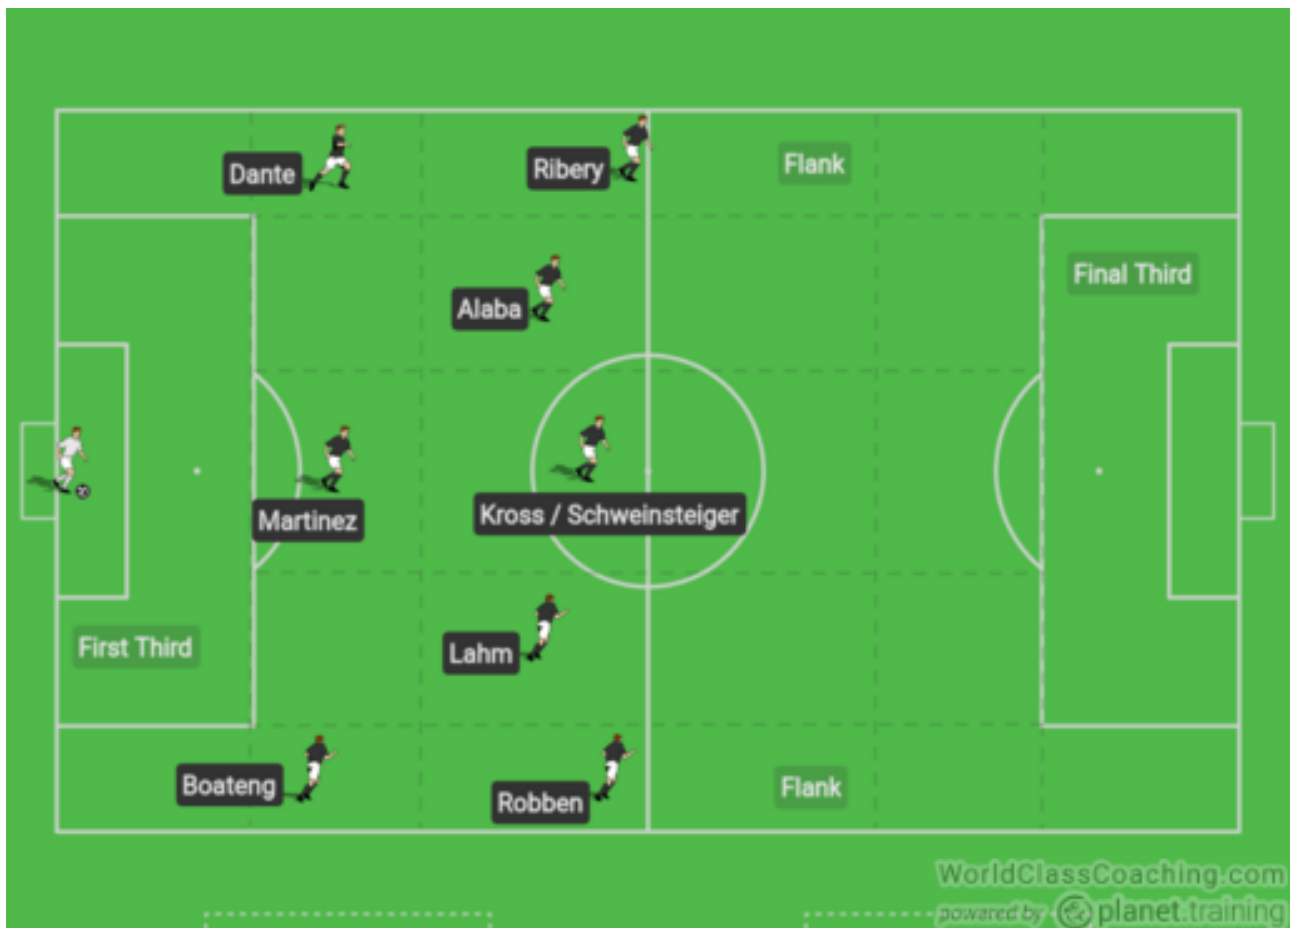 Dante
Ribery
Flank
Alaba
Final Third
Martinez
Kross / Schweinsteiger
First Third
Lahm
Boateng
Robben
Flank
WorldClassCoaching.com
powered by planet.training